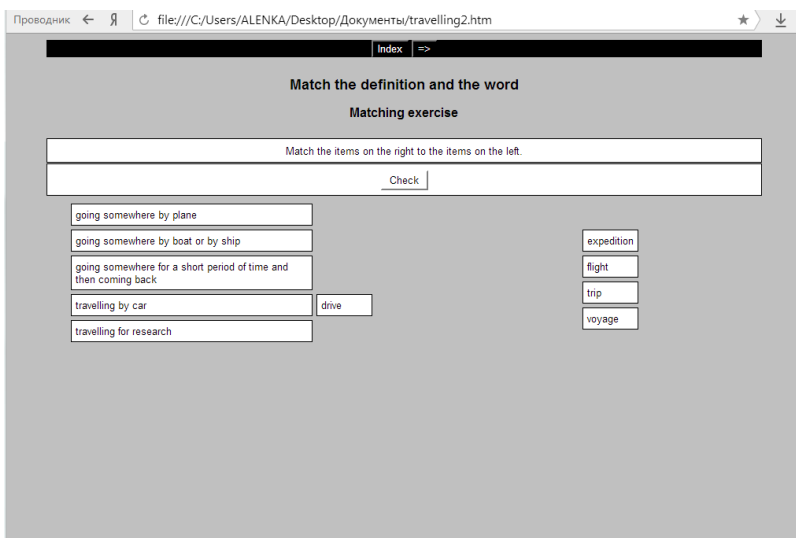 Проводник ← Я file:///C:/Users/ALENKA/Desktop/Документы/travelling2.htm
Index =>
Match the definition and the word
Matching exercise
Match the items on the right to the items on the left.
Check
going somewhere by plane
going somewhere by boat or by ship
expedition
going somewhere for a short period of time and
then coming back
flight
trip
travelling by car
drive
voyage
travelling for research